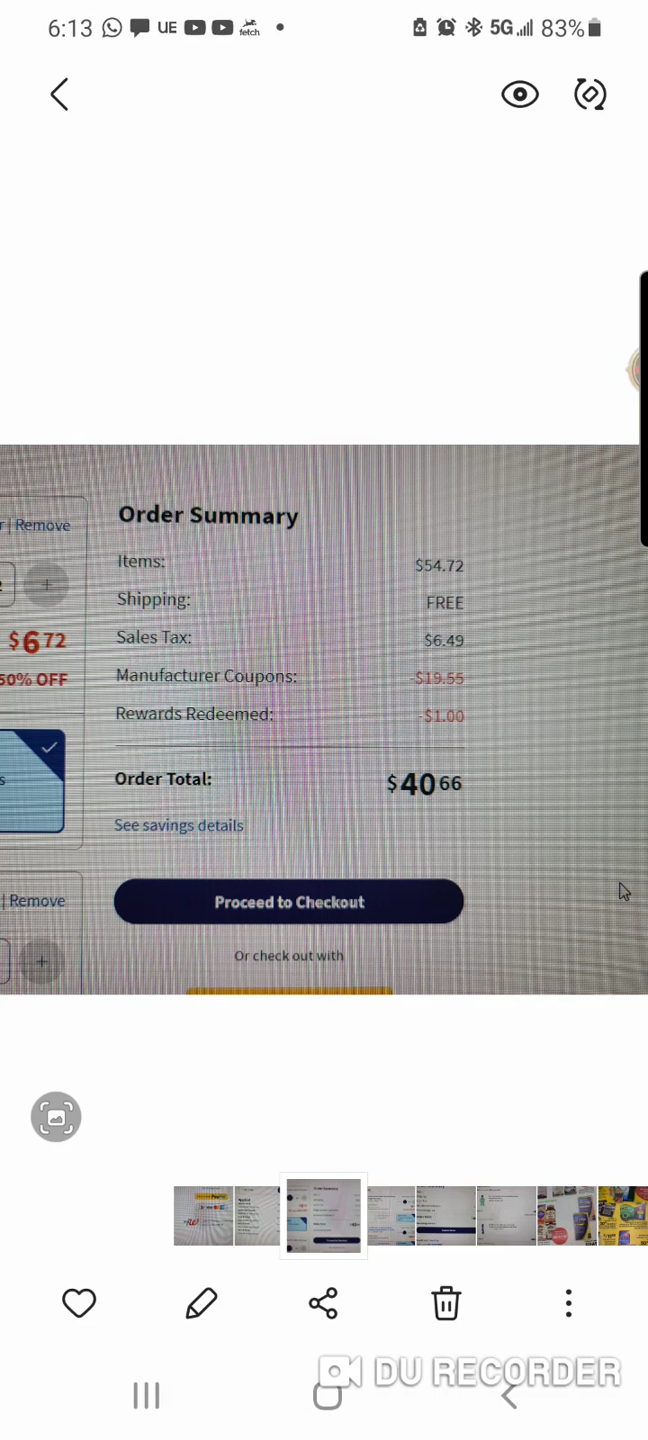 6:13 UE fetch 5G 83%
Order Summary
| Remove
Items: $54.72
Shipping: FREE
$6.72
Sales Tax: $6.49
50% OFF
Manufacturer Coupons: -$19.55
Rewards Redeemed: -$1.00
Order Total: $40.66
See savings details
| Remove
Proceed to Checkout
Or check out with
DU RECORDER